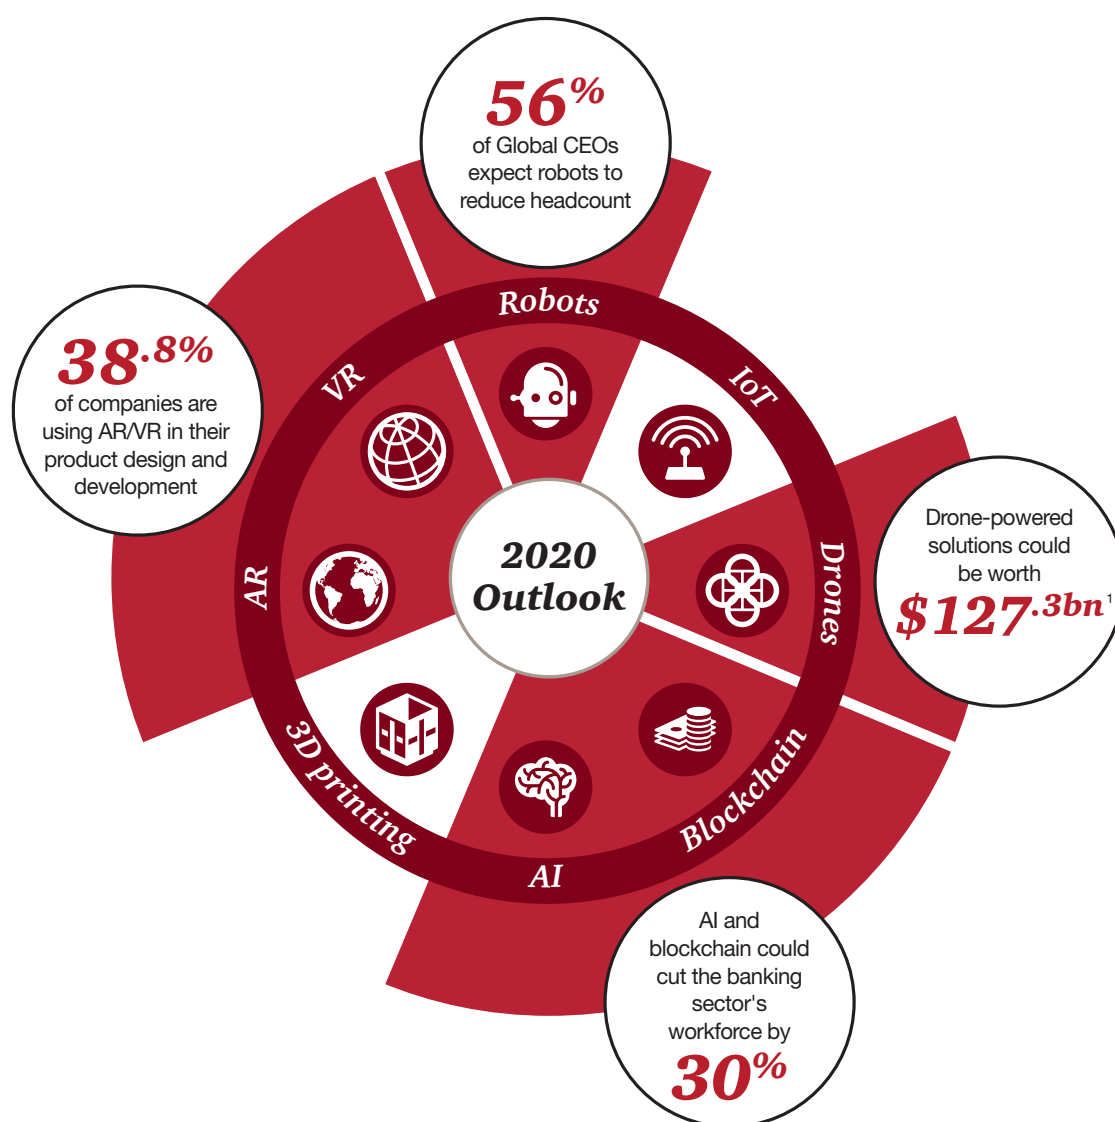 56%
of Global CEOs
expect robots to
reduce headcount
38.8%
of companies are
using AR/VR in their
product design and
development
Robots
VR
IoT
AR
Drones
3D printing
AI
Blockchain
2020
Outlook
Drone-powered
solutions could
be worth
$127.3bn1
AI and
blockchain could
cut the banking
sector's
workforce by
30%